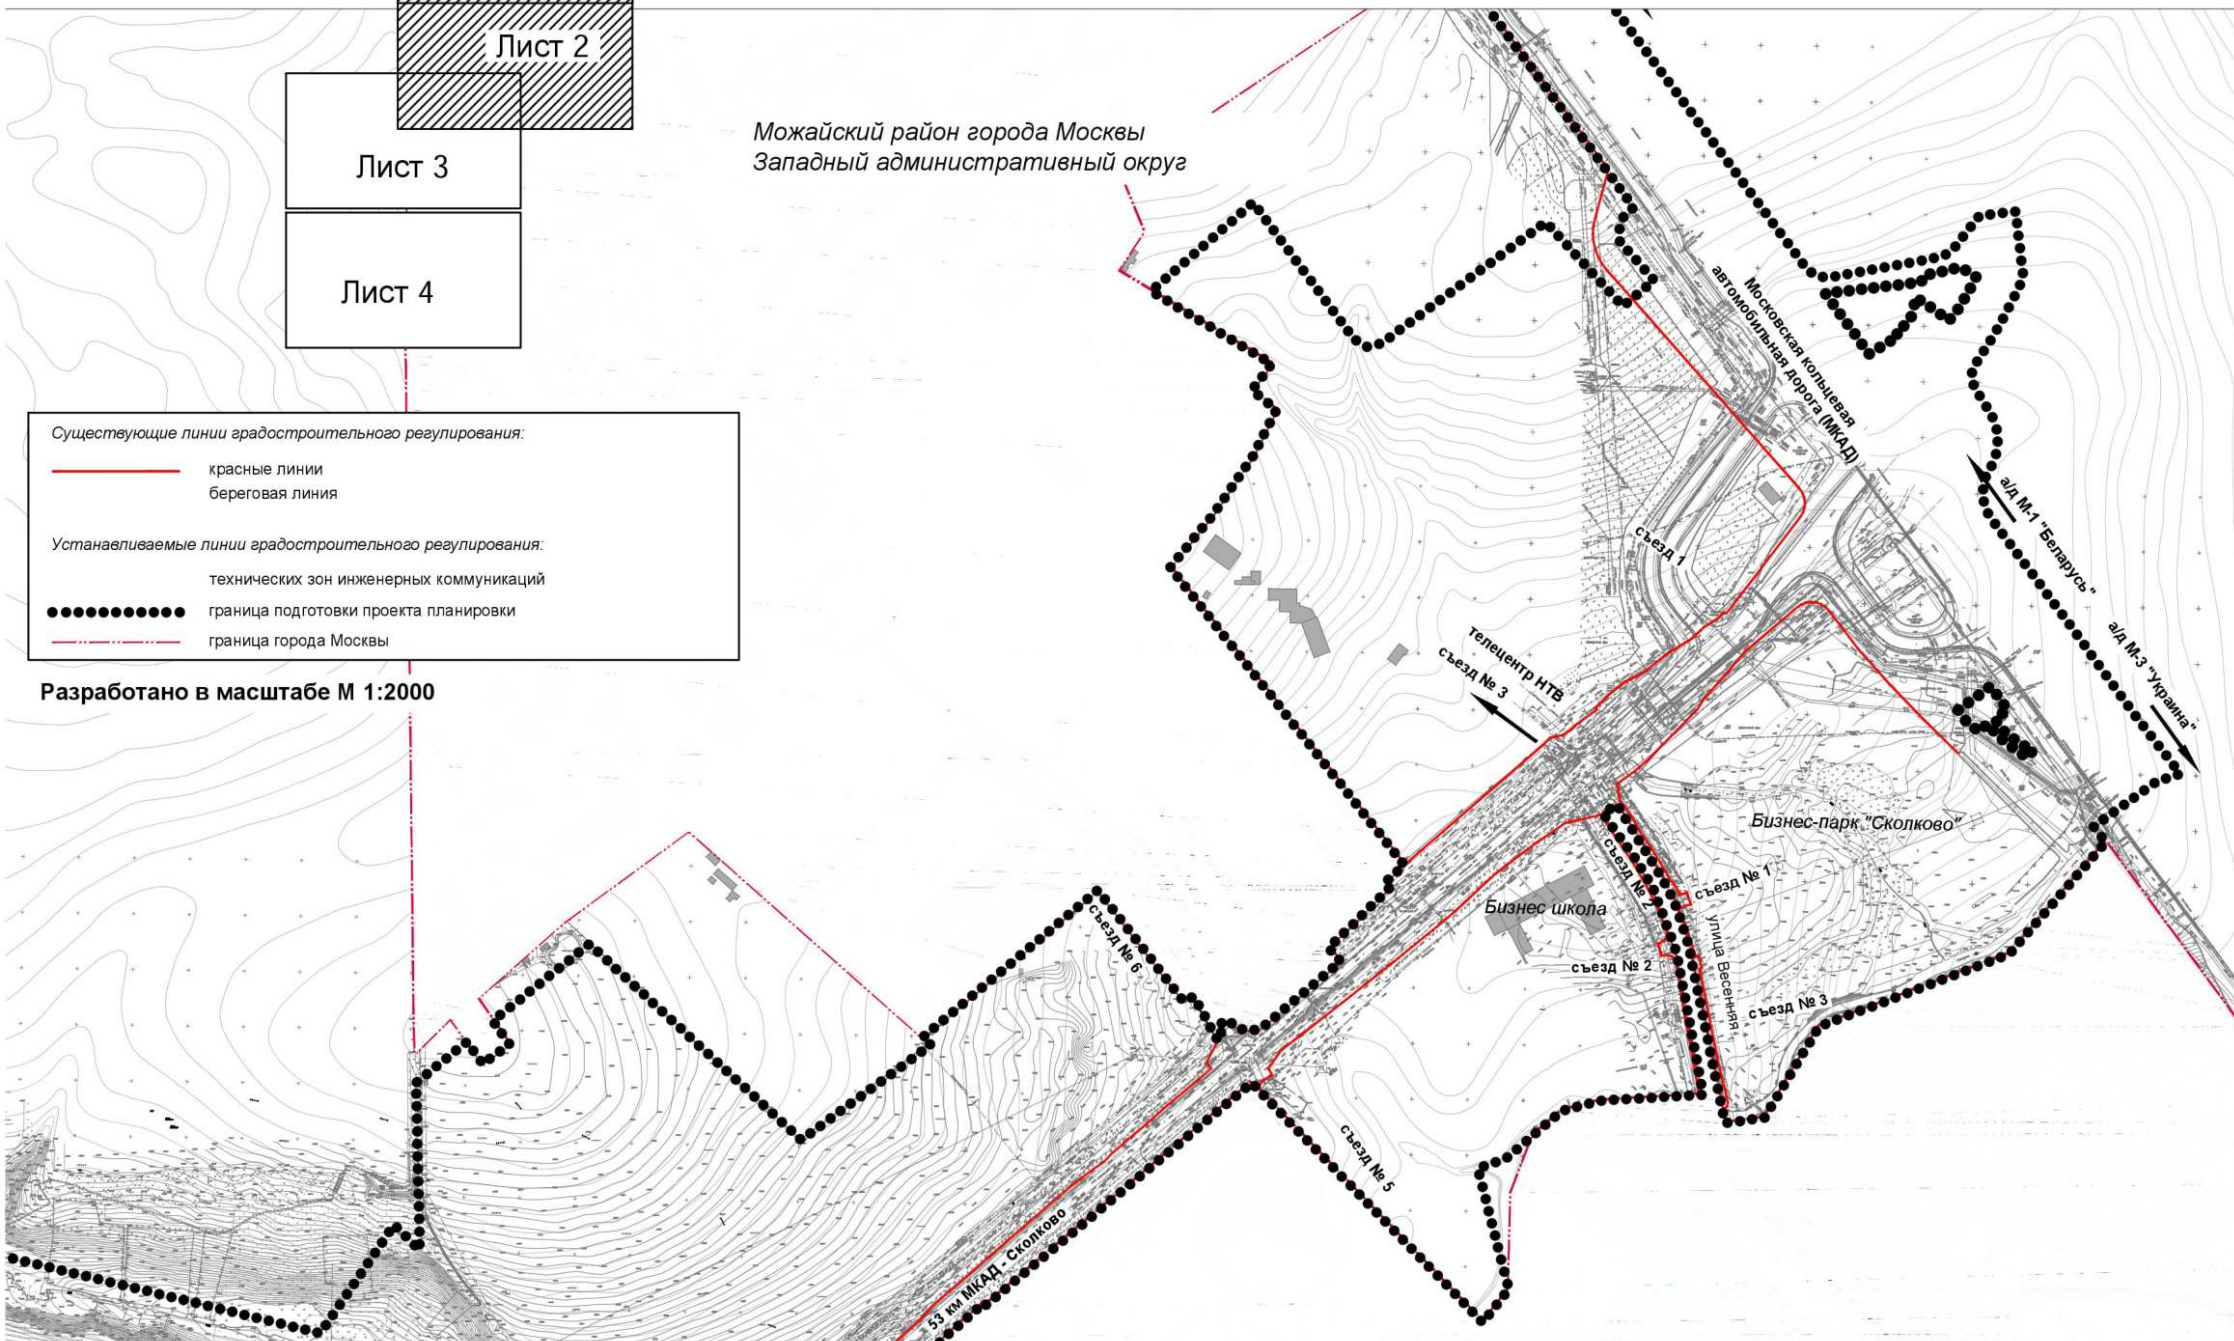 Лист 2
Лист 3
Лист 4
Можайский район города Москвы
Западный административный округ
Существующие линии градостроительного регулирования:
красные линии
береговая линия
Устанавливаемые линии градостроительного регулирования:
технических зон инженерных коммуникаций
граница подготовки проекта планировки
граница города Москвы
Разработано в масштабе М 1:2000
Московская кольцевая
автомобильная дорога (МКАД)
а/д М-1 "Беларусь"
а/д М-3 "Украина"
съезд 1
телецентр НТВ
съезд № 3
Бизнес-парк "Сколково"
съезд № 2
съезд № 1
Бизнес школа
улица Весенняя
съезд № 2
съезд № 3
съезд № 6
съезд № 5
53 км МКАД - Сколково